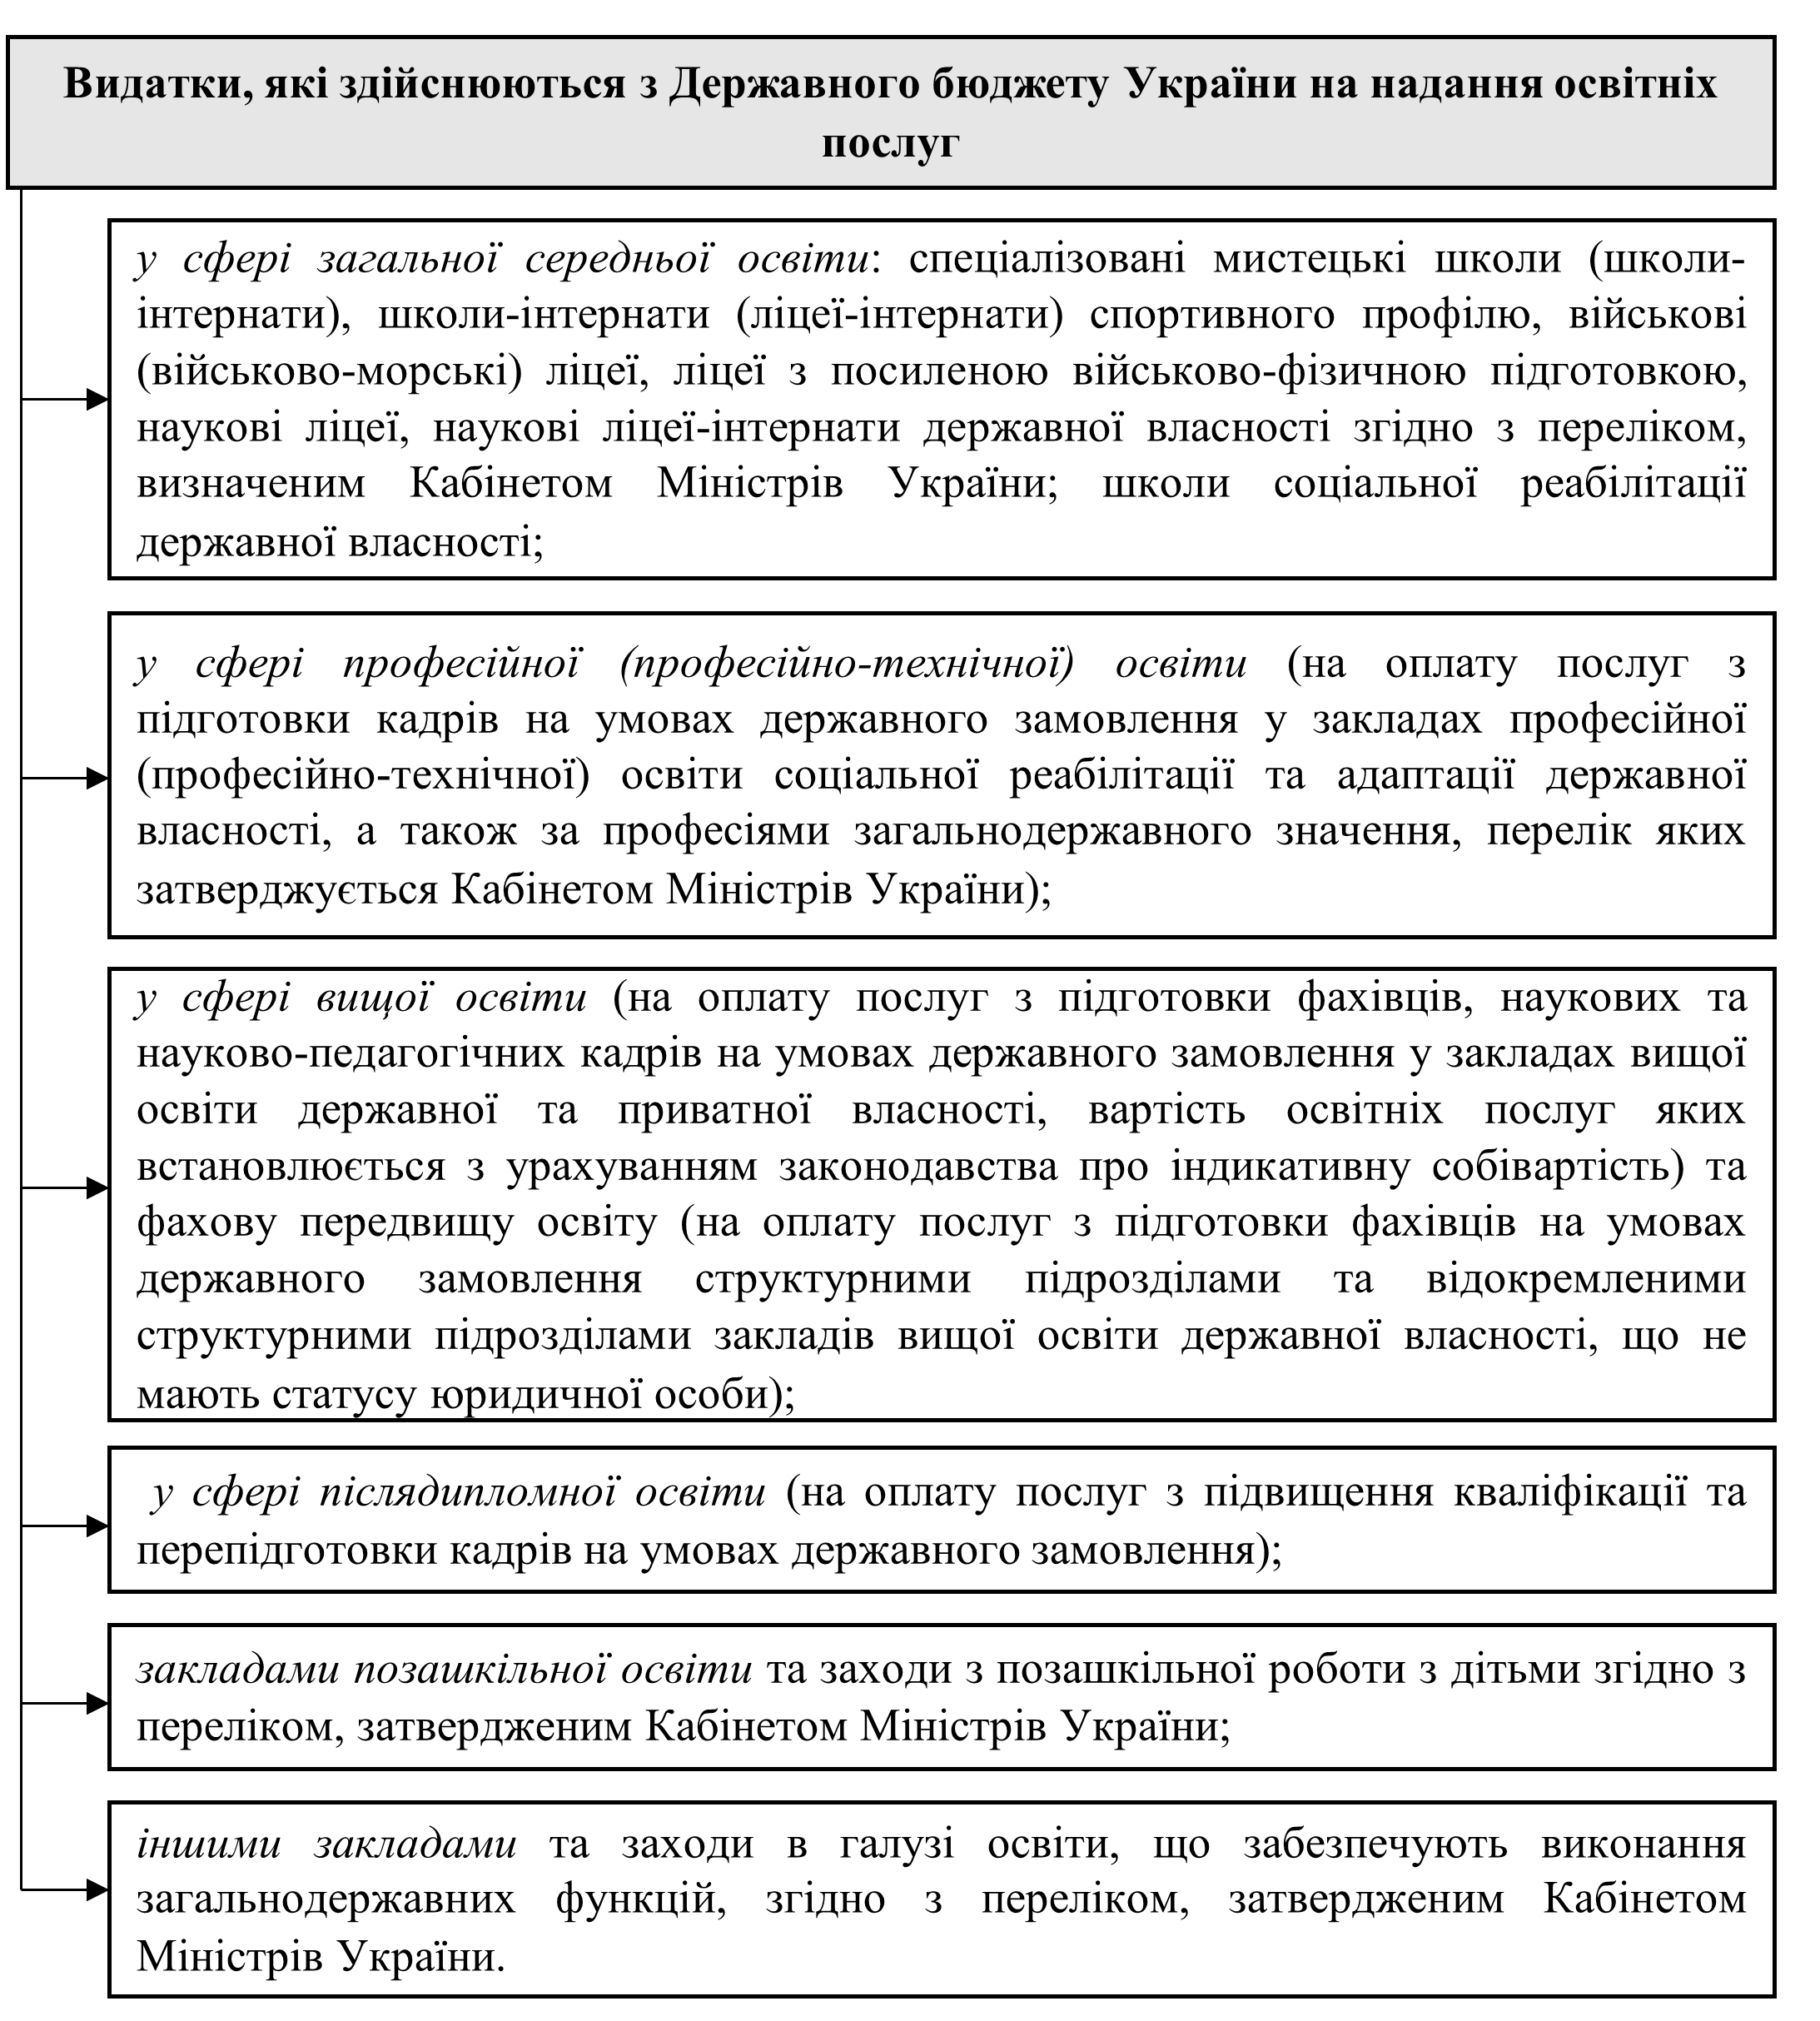 Видатки, які здійснюються з Державного бюджету України на надання освітніх
послуг
у сфері загальної середньої освіти: спеціалізовані мистецькі школи (школи-
інтернати), школи-інтернати (ліцеї-інтернати) спортивного профілю, військові
(військово-морські) ліцеї, ліцеї з посиленою військово-фізичною підготовкою,
наукові ліцеї, наукові ліцеї-інтернати державної власності згідно з переліком,
визначеним Кабінетом Міністрів України; школи соціальної реабілітації
державної власності;
у сфері професійної (професійно-технічної) освіти (на оплату послуг з
підготовки кадрів на умовах державного замовлення у закладах професійної
(професійно-технічної) освіти соціальної реабілітації та адаптації державної
власності, а також за професіями загальнодержавного значення, перелік яких
затверджується Кабінетом Міністрів України);
у сфері вищої освіти (на оплату послуг з підготовки фахівців, наукових та
науково-педагогічних кадрів на умовах державного замовлення у закладах вищої
освіти державної та приватної власності, вартість освітніх послуг яких
встановлюється з урахуванням законодавства про індикативну собівартість) та
фахову передвищу освіту (на оплату послуг з підготовки фахівців на умовах
державного замовлення структурними підрозділами та відокремленими
структурними підрозділами закладів вищої освіти державної власності, що не
мають статусу юридичної особи);
у сфері післядипломної освіти (на оплату послуг з підвищення кваліфікації та
перепідготовки кадрів на умовах державного замовлення);
закладами позашкільної освіти та заходи з позашкільної роботи з дітьми згідно з
переліком, затвердженим Кабінетом Міністрів України;
іншими закладами та заходи в галузі освіти, що забезпечують виконання
загальнодержавних функцій, згідно з переліком, затвердженим Кабінетом
Міністрів України.